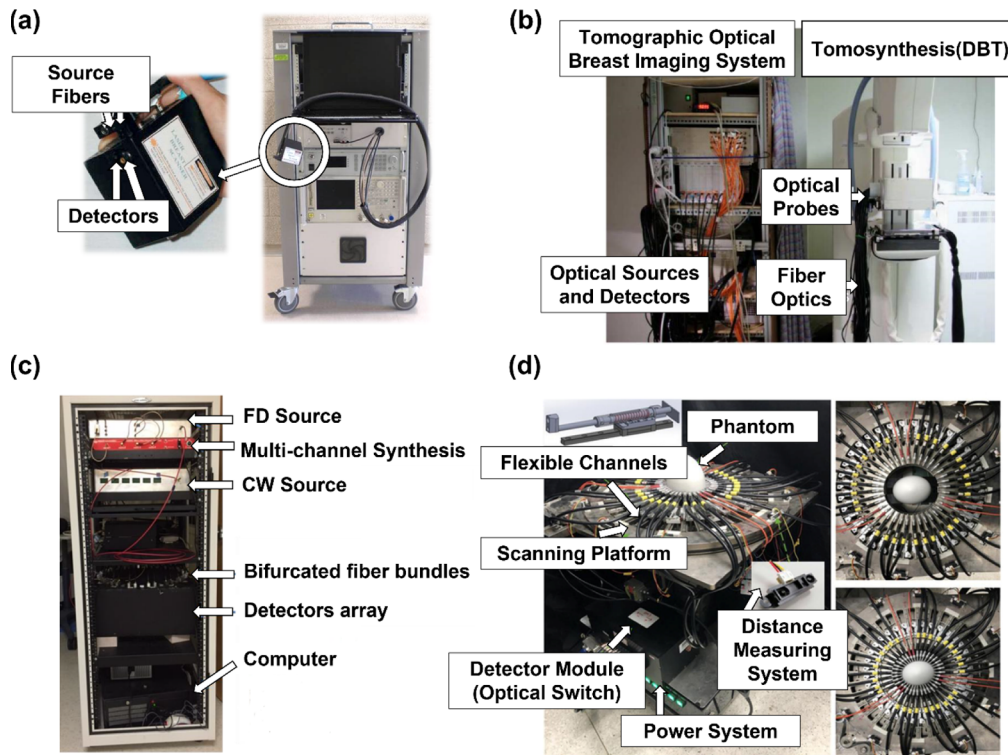 (a)
Source
Fibers
Detectors
(b)
Tomographic Optical
Breast Imaging System
Tomosynthesis(DBT)
Optical
Probes
Optical Sources
and Detectors
Fiber
Optics
(c)
FD Source
Multi-channel Synthesis
CW Source
Bifurcated fiber bundles
Detectors array
Computer
(d)
Phantom
Flexible Channels
Scanning Platform
Distance
Measuring
System
Detector Module
(Optical Switch)
Power System